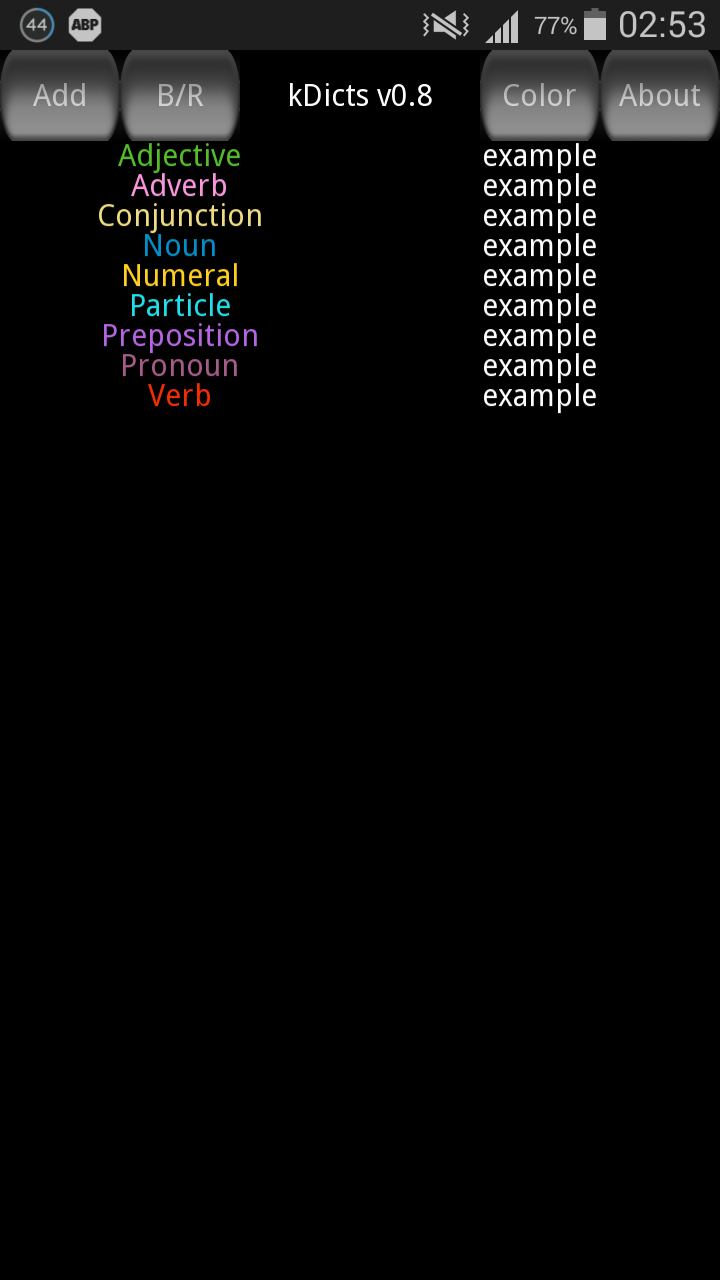 44 ABP 77% 02:53
Add B/R kDicts v0.8 Color About
Adjective example
Adverb example
Conjunction example
Noun example
Numeral example
Particle example
Preposition example
Pronoun example
Verb example